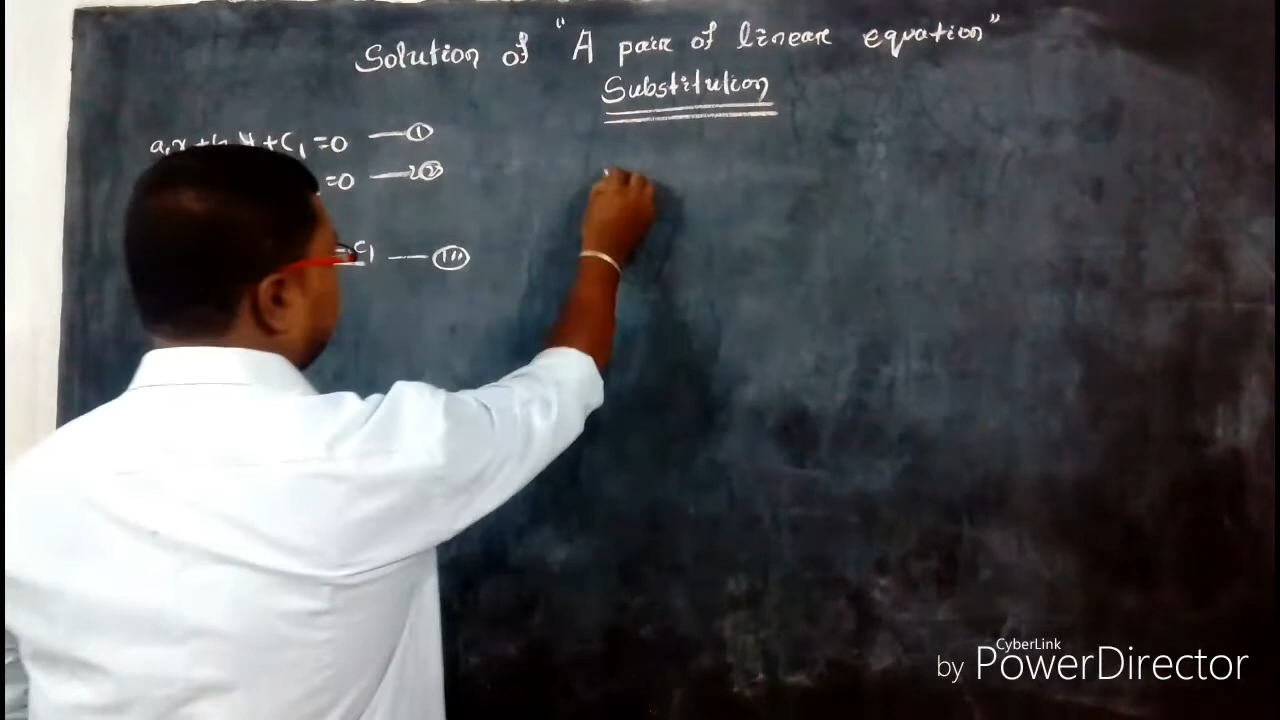 Solution of "A pair of linear equation"
Substitution
a₁x + b₁y + C₁ = 0 — ①
= 0 — ②
- c₁ — (III)
CyberLink
by PowerDirector